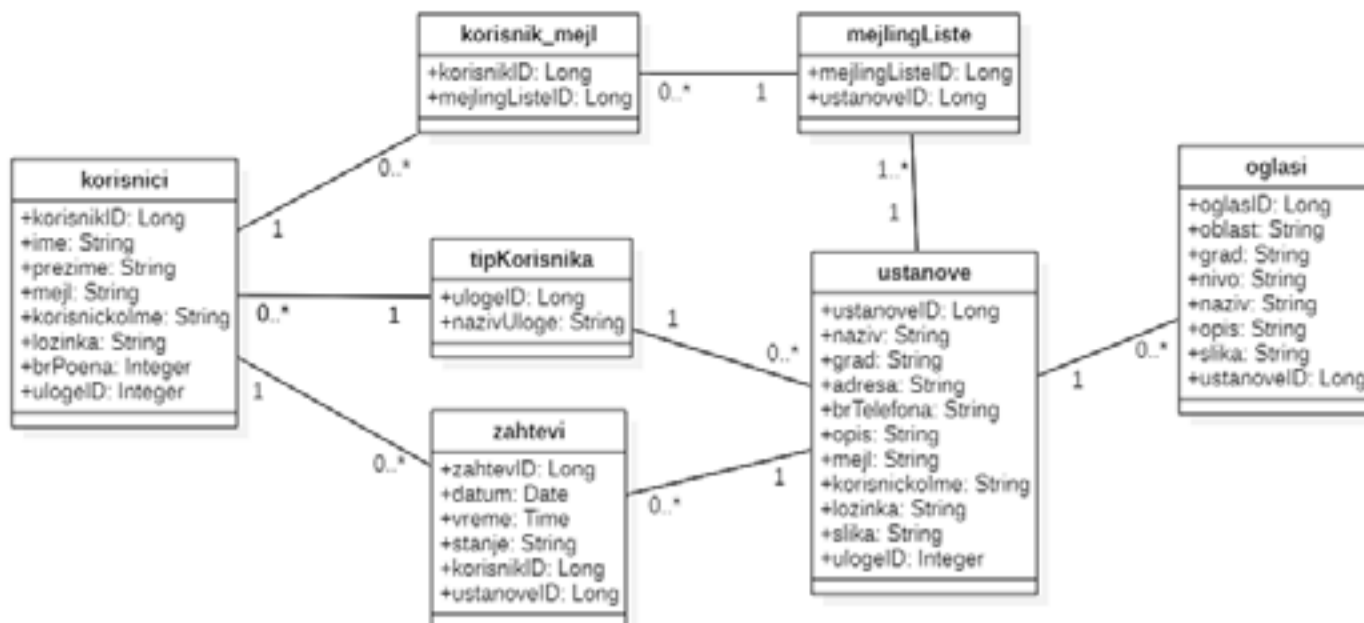 korisnik_mejl
+korisnikID: Long
+mejlingListeID: Long
0..*
1
mejlingListe
+mejlingListeID: Long
+ustanoveID: Long
korisnici
+korisnikID: Long
+ime: String
+prezime: String
+mejl: String
+korisnickoIme: String
+lozinka: String
+brPoena: Integer
+ulogeID: Integer
1
0..*
0..*
1
1
0..*
tipKorisnika
+ulogeID: Long
+nazivUloge: String
1
0..*
zahtevi
+zahtevID: Long
+datum: Date
+vreme: Time
+stanje: String
+korisnikID: Long
+ustanoveID: Long
0..*
1
1..*
1
ustanove
+ustanoveID: Long
+naziv: String
+grad: String
+adresa: String
+brTelefona: String
+opis: String
+mejl: String
+korisnickoIme: String
+lozinka: String
+slika: String
+ulogeID: Integer
1
0..*
oglasi
+oglasID: Long
+oblast: String
+grad: String
+nivo: String
+naziv: String
+opis: String
+slika: String
+ustanoveID: Long